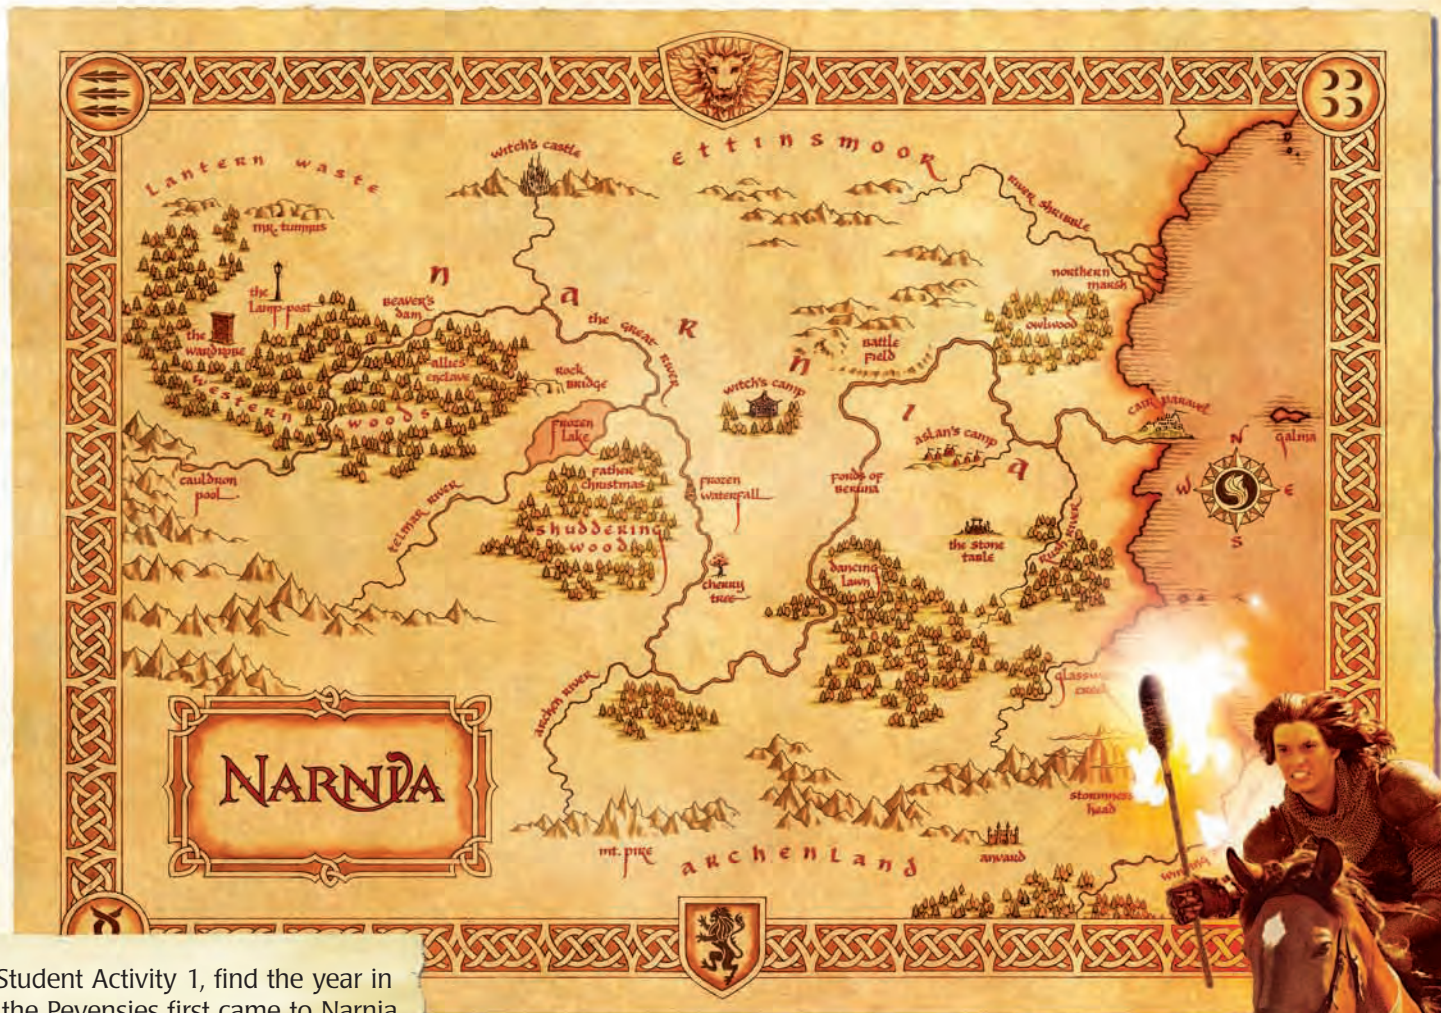 Lantern Waste
witch's castle
ettinsmoor
River Shribble
mr. tumnus
northern
marsh
the
Lamp-post
Beaver's
dam
owlwood
the
wardrobe
the Great River
Narnia
battle
field
allies
enclave
Rock
Bridge
witch's camp
western
woods
frozen
Lake
cair paravel
galma
aslan's camp
N
W
E
S
cauldron
pool
father
christmas
frozen
waterfall
fords of
Beruna
telmar River
shuddering
wood
the stone
table
Rush River
dancing
lawn
cherry
tree
archen River
NARNIA
stormness
head
mt. pire
archenland
anvard
Student Activity 1, find the year in
the Pevensies first came to Narnia